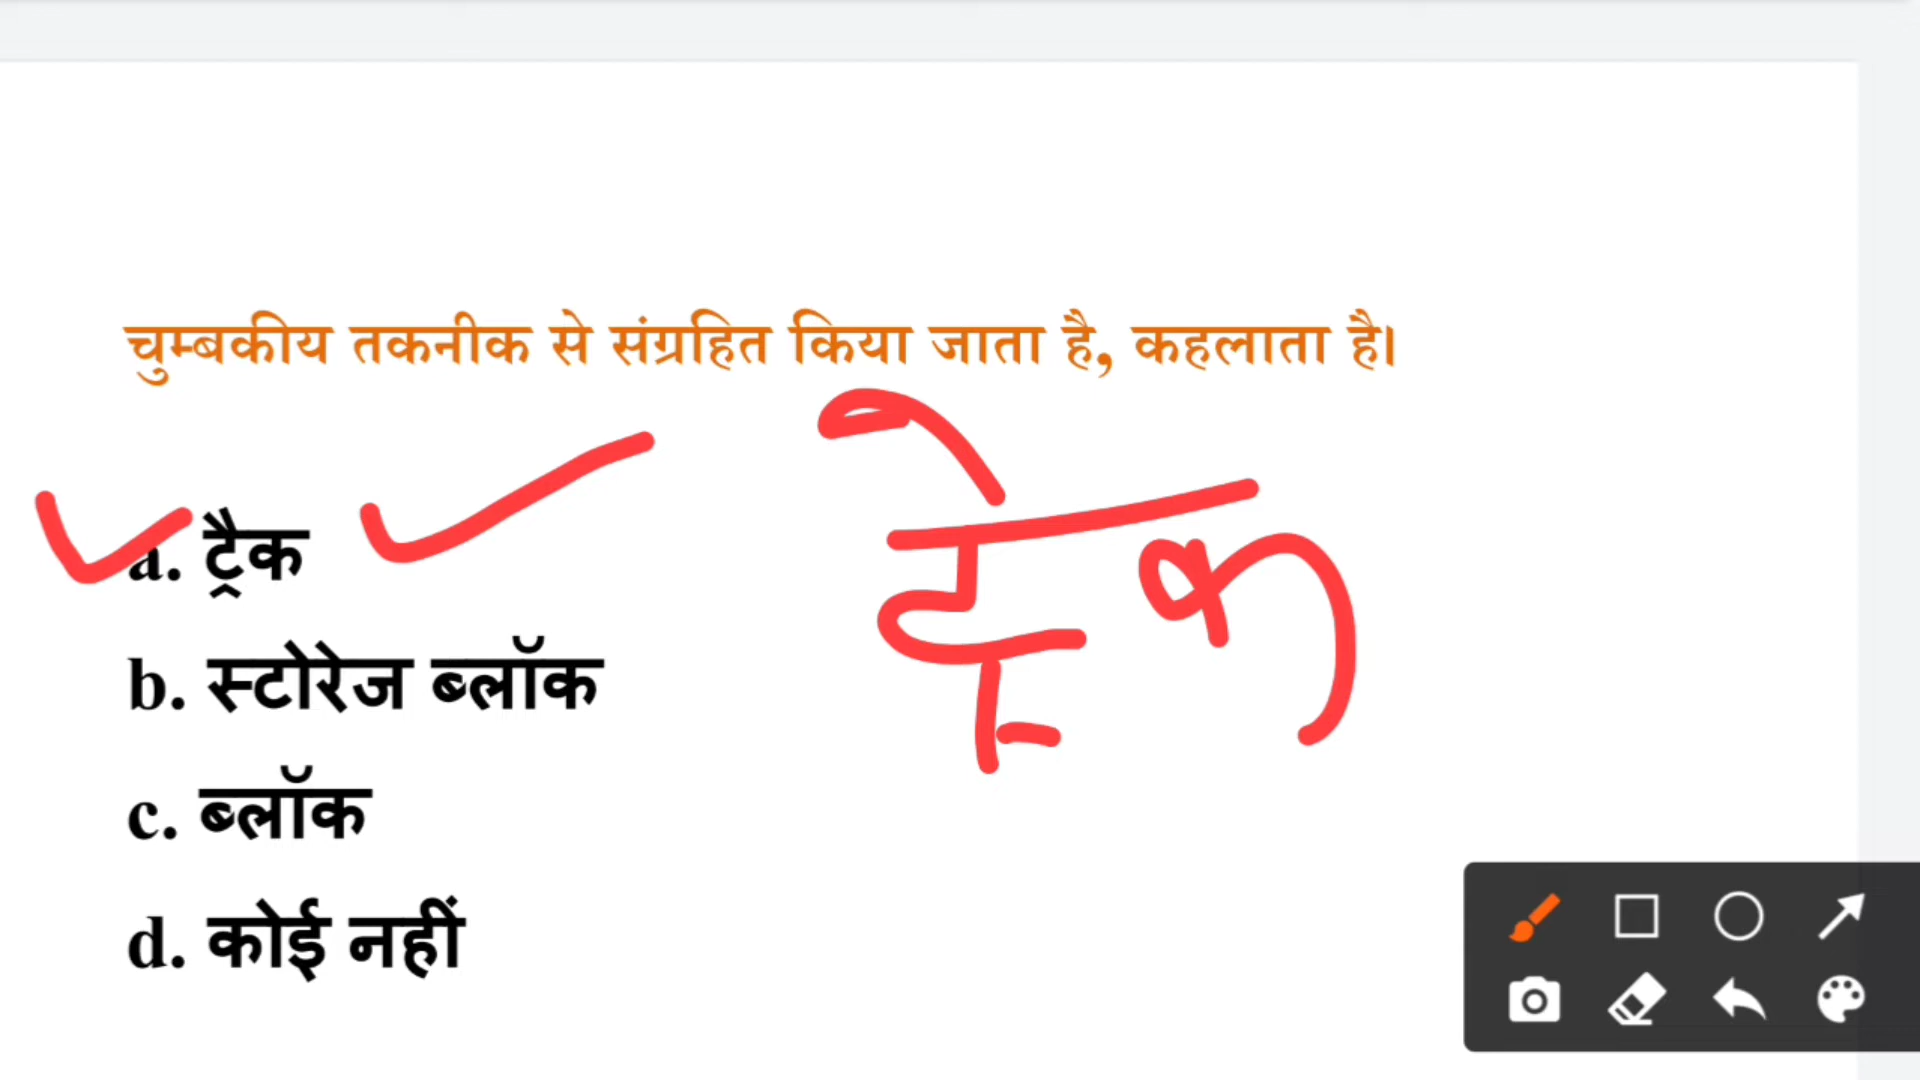 चुम्बकीय तकनीक से संग्रहित किया जाता है, कहलाता है।
a. ट्रैक
ट्रेक
b. स्टोरेज ब्लॉक
c. ब्लॉक
d. कोई नहीं